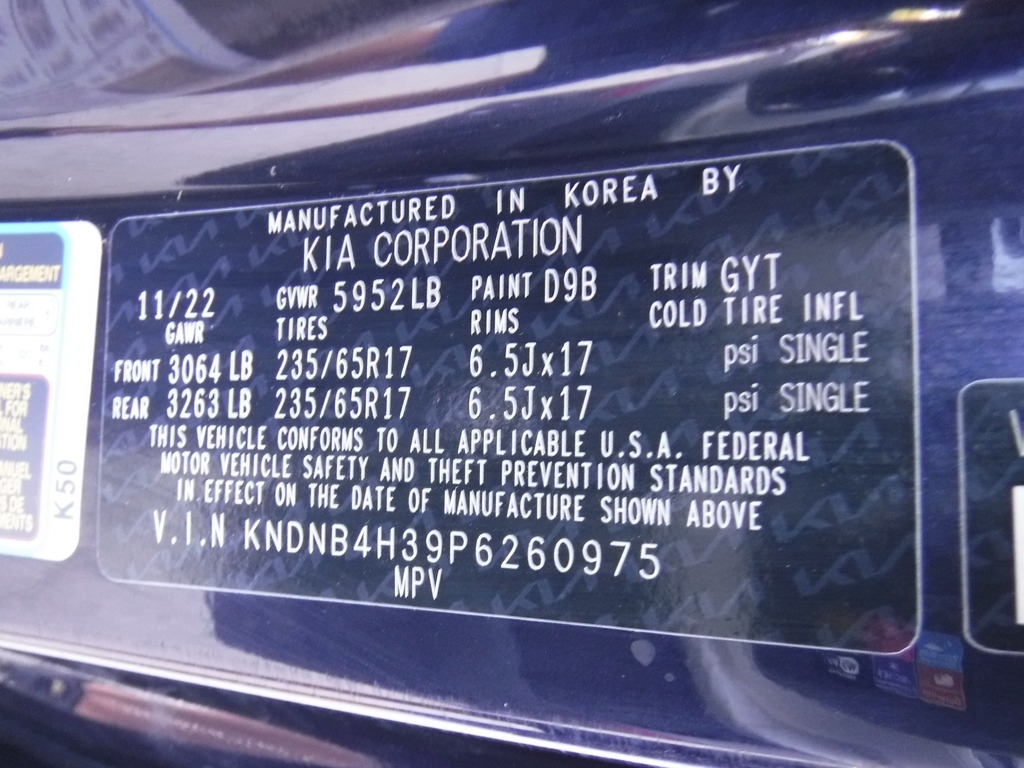 MANUFACTURED IN KOREA BY
KIA CORPORATION
11/22 GVWR 5952LB PAINT D9B TRIM GYT
GAWR TIRES RIMS COLD TIRE INFL
FRONT 3064 LB 235/65R17 6.5Jx17 psi SINGLE
REAR 3263 LB 235/65R17 6.5Jx17 psi SINGLE
THIS VEHICLE CONFORMS TO ALL APPLICABLE U.S.A. FEDERAL
MOTOR VEHICLE SAFETY AND THEFT PREVENTION STANDARDS
IN EFFECT ON THE DATE OF MANUFACTURE SHOWN ABOVE
V.I.N KNDNB4H39P6260975
MPV
K50